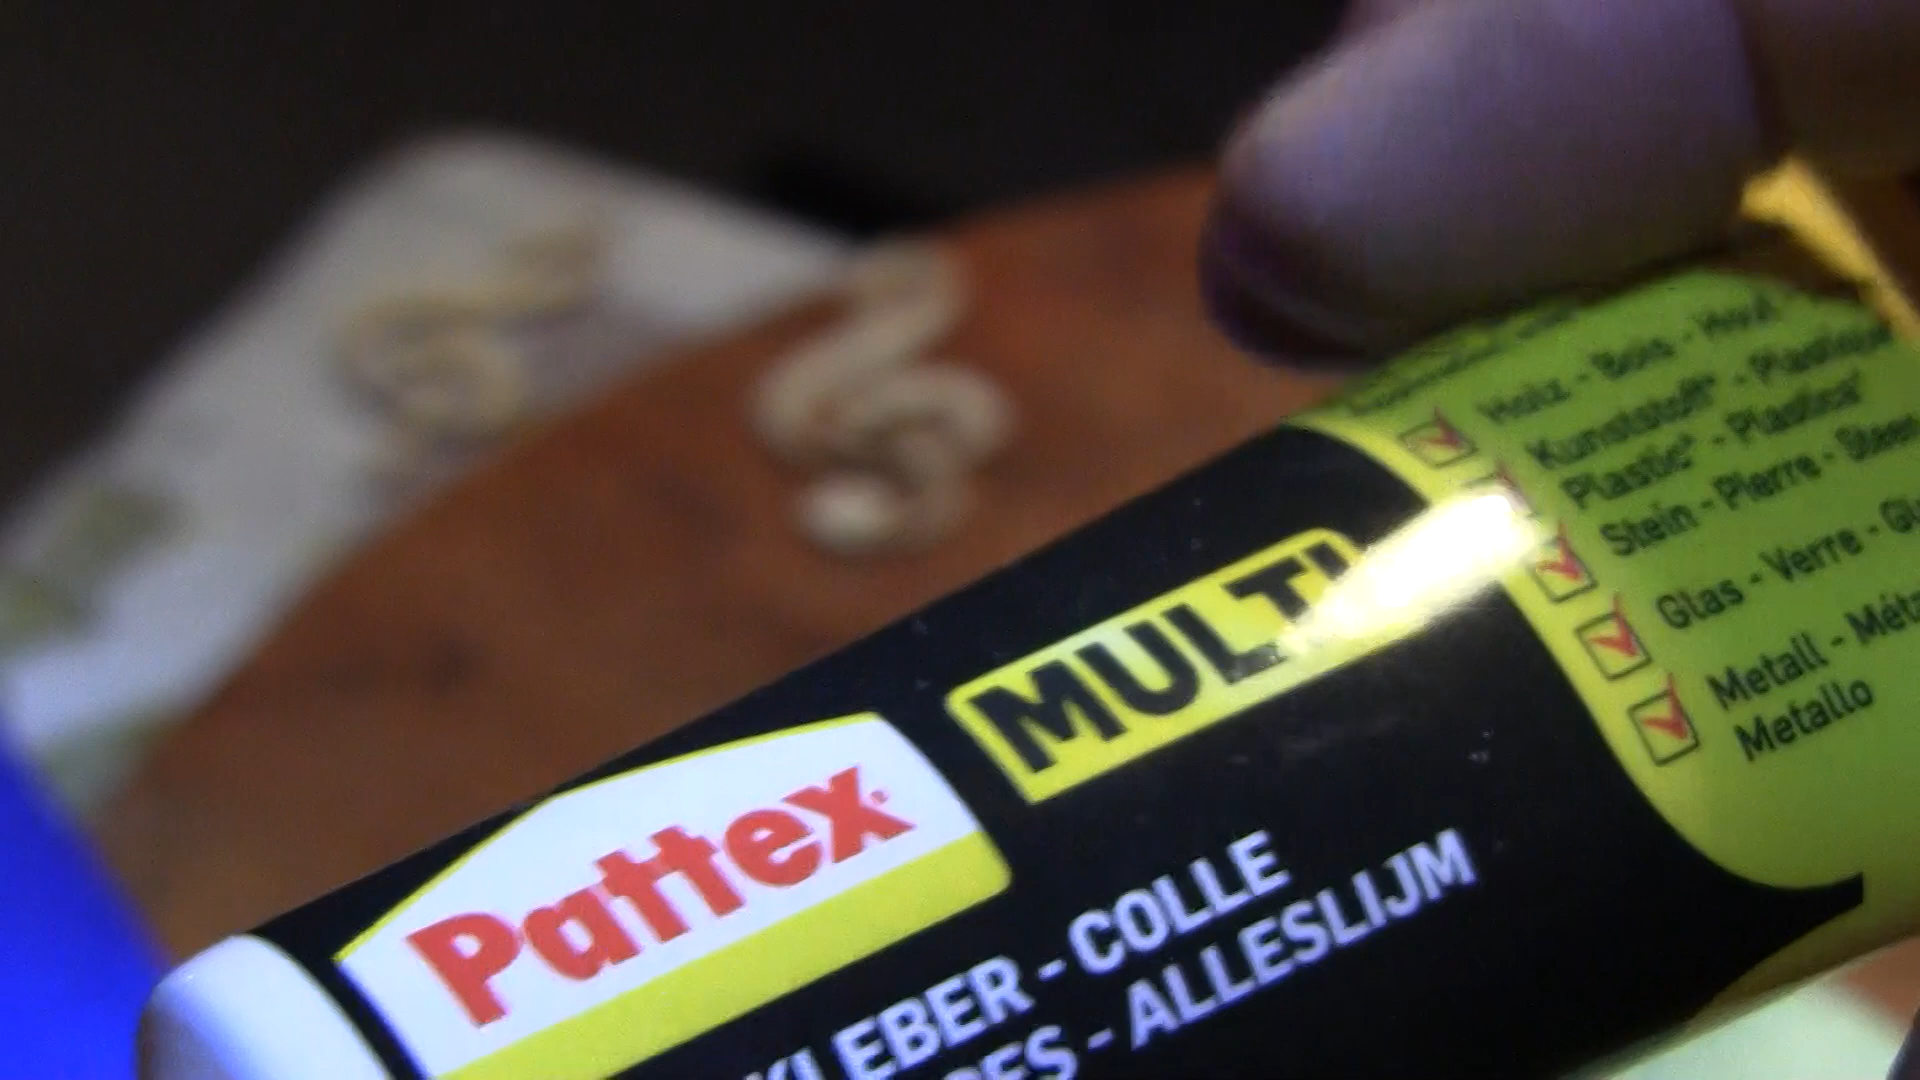 Pattex
MULTI
KLEBER - COLLE
ALLESLIJM
Holz - Bois - Hout
Kunststoff* - Plastique
Plastic* - Plastica*
Stein - Pierre - Steen
Glas - Verre -
Metall -
Metallo